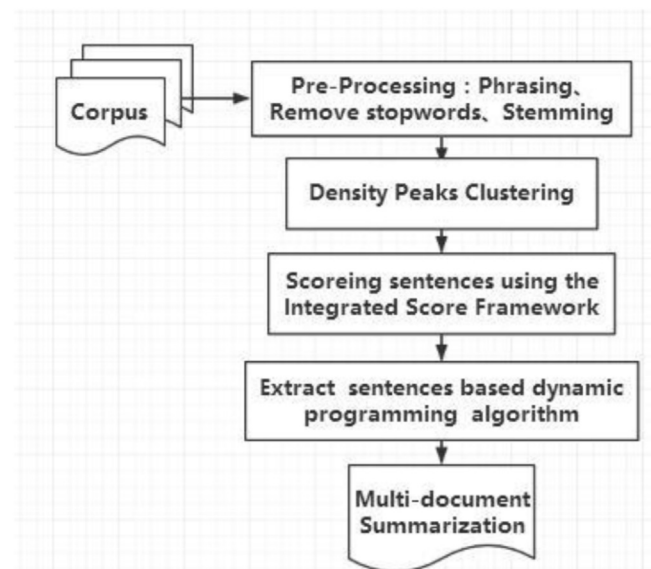 Corpus
Pre-Processing：Phrasing、
Remove stopwords、Stemming
Density Peaks Clustering
Scoreing sentences using the
Integrated Score Framework
Extract sentences based dynamic
programming algorithm
Multi-document
Summarization